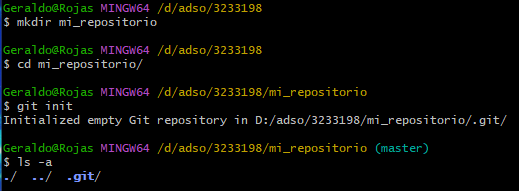 Geraldo@Rojas MINGW64 /d/adso/3233198
$ mkdir mi_repositorio
Geraldo@Rojas MINGW64 /d/adso/3233198
$ cd mi_repositorio/
Geraldo@Rojas MINGW64 /d/adso/3233198/mi_repositorio
$ git init
Initialized empty Git repository in D:/adso/3233198/mi_repositorio/.git/
Geraldo@Rojas MINGW64 /d/adso/3233198/mi_repositorio (master)
$ ls -a
./  ../  .git/